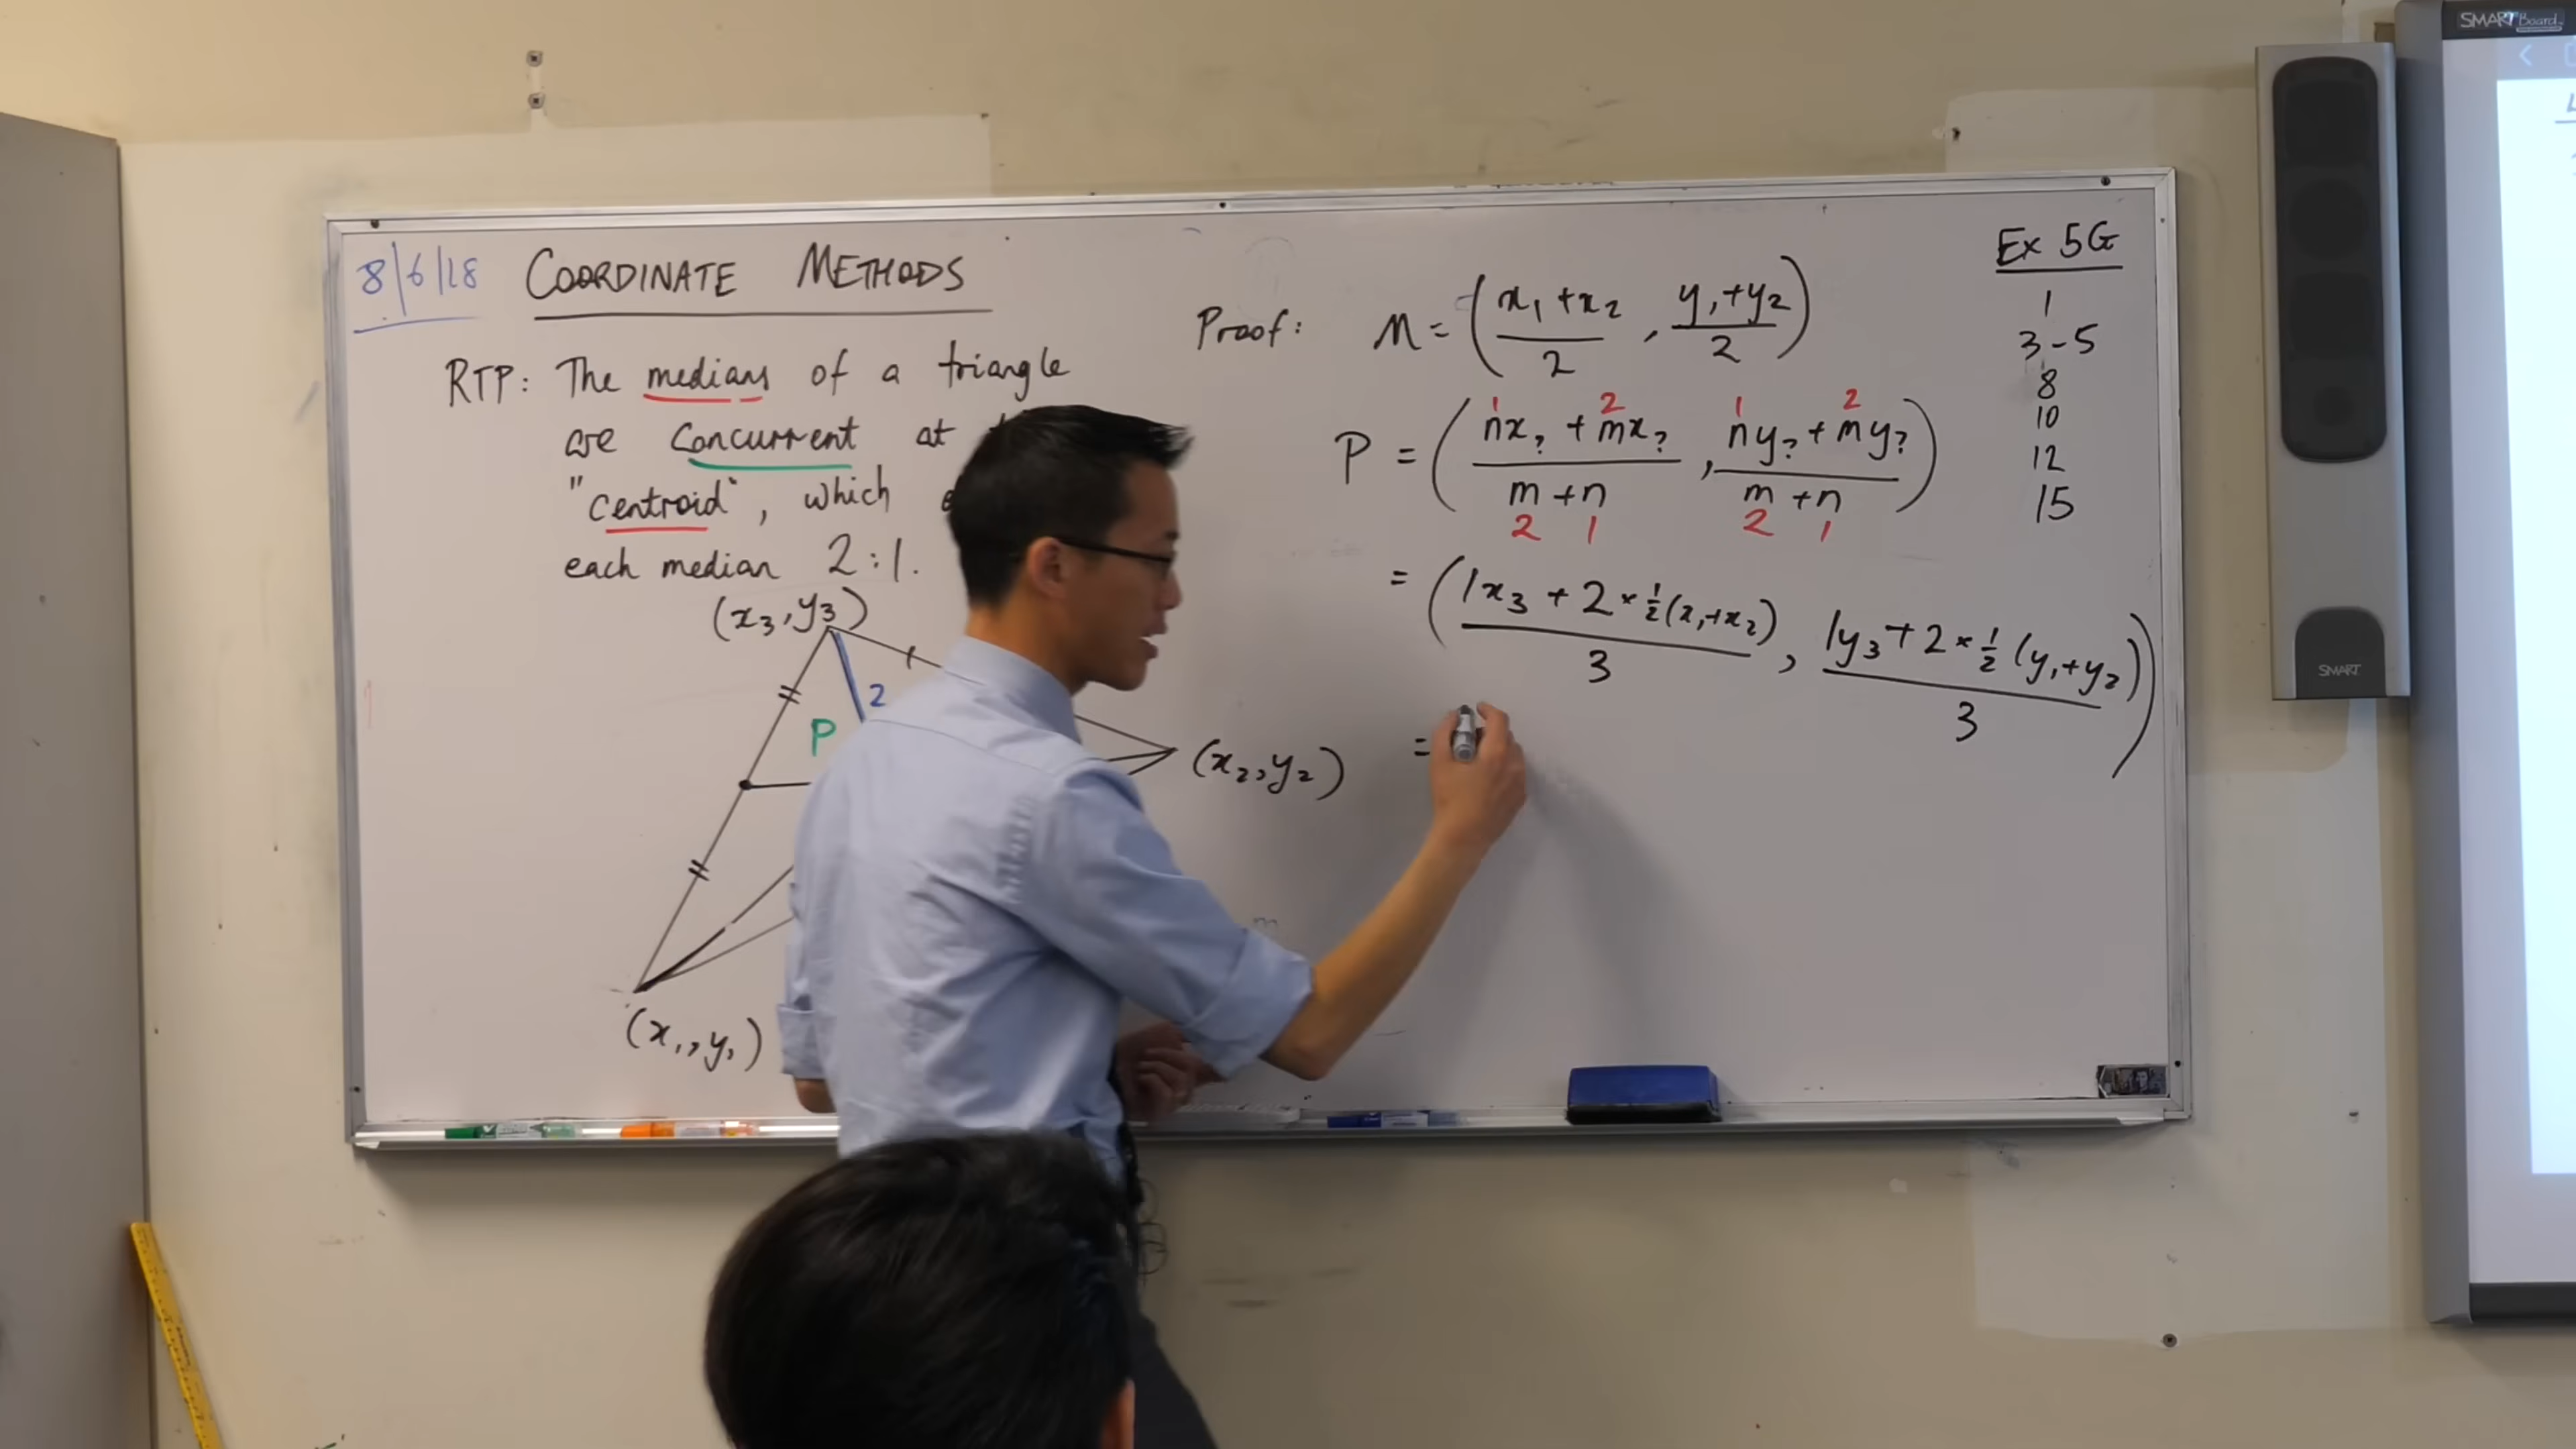 8/6/18 COORDINATE METHODS
RTP: The medians of a triangle
are concurrent at
"centroid", which
each median 2:1.
(x₃,y₃)
2
P
(x₂,y₂)
(x₁,y₁)
Proof: M = (x₁+x₂/2, y₁+y₂/2)
1 2 1 2
P = (nx? + mx?/m+n, ny? + my?/m+n)
2 1 2 1
= (1x₃ + 2×½(x₁+x₂)/3, 1y₃ + 2×½(y₁+y₂)/3)
=
Ex 5G
1
3-5
8
10
12
15
SMART Board
SMART